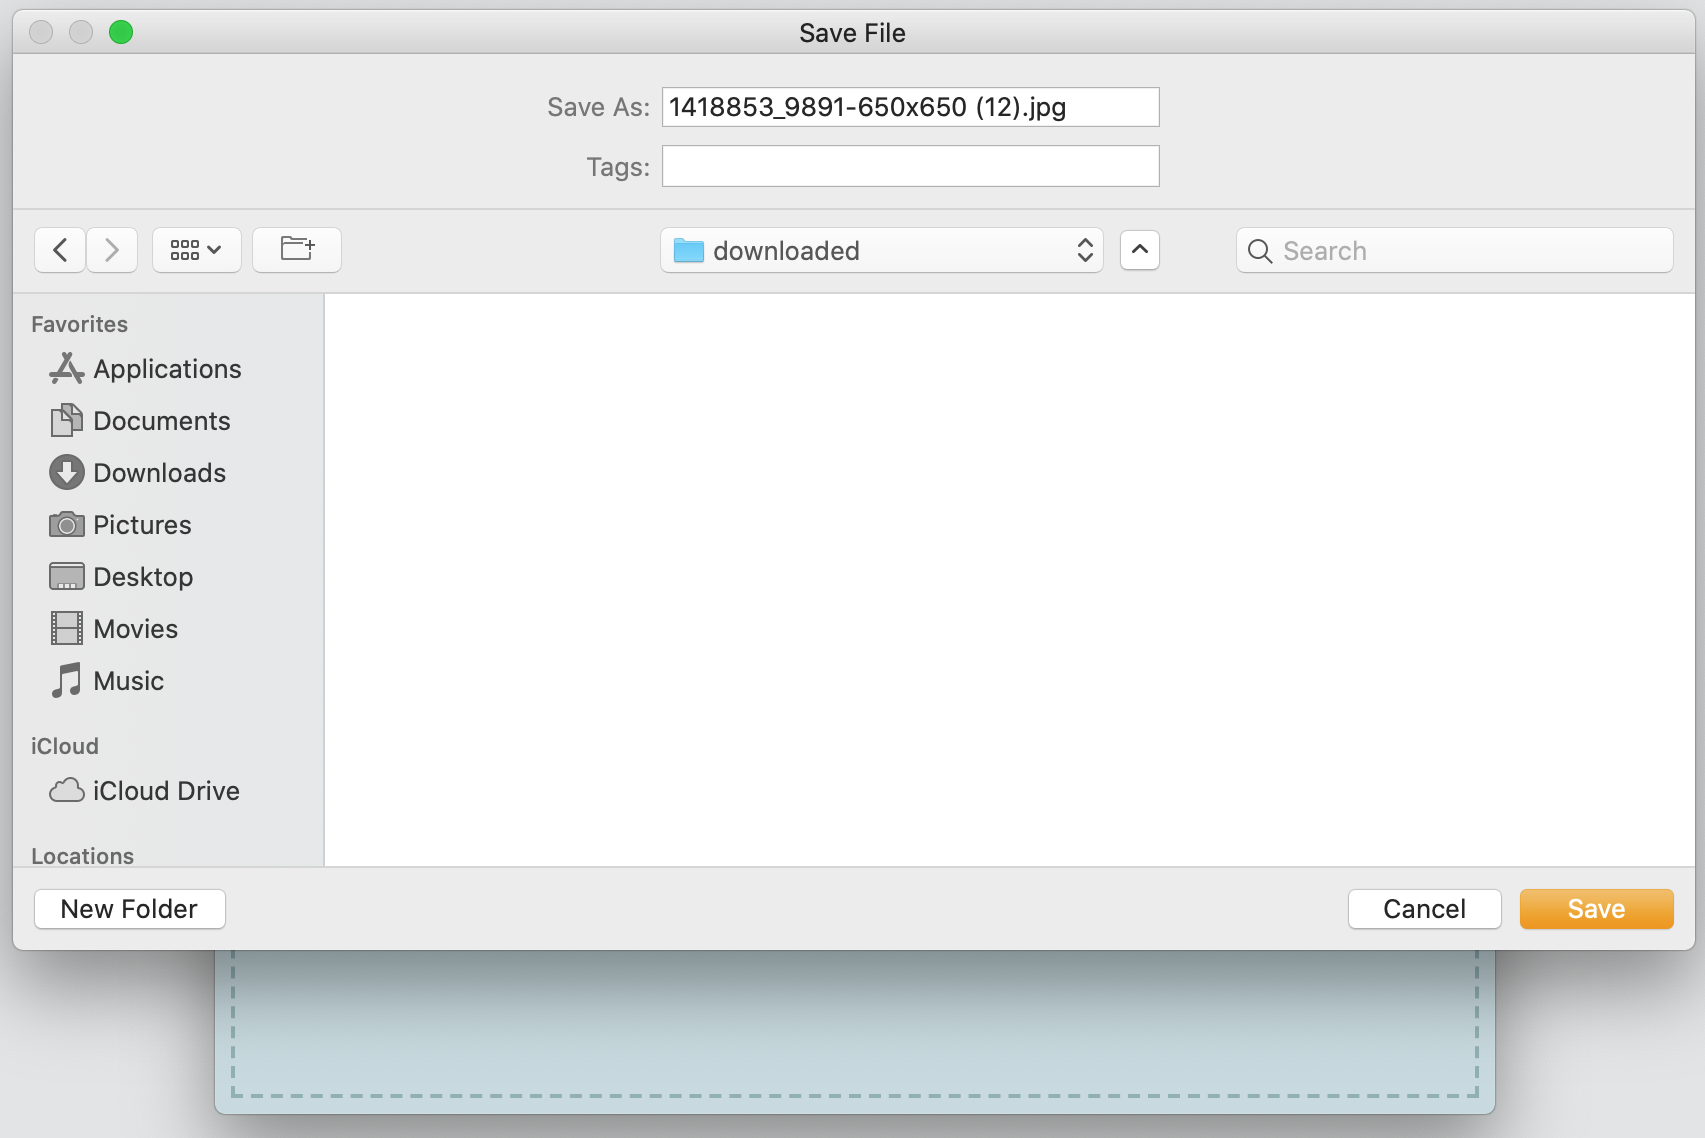 Save File
Save As: 1418853_9891-650x650 (12).jpg
Tags:
downloaded
Search
Favorites
Applications
Documents
Downloads
Pictures
Desktop
Movies
Music
iCloud
iCloud Drive
Locations
New Folder
Cancel
Save